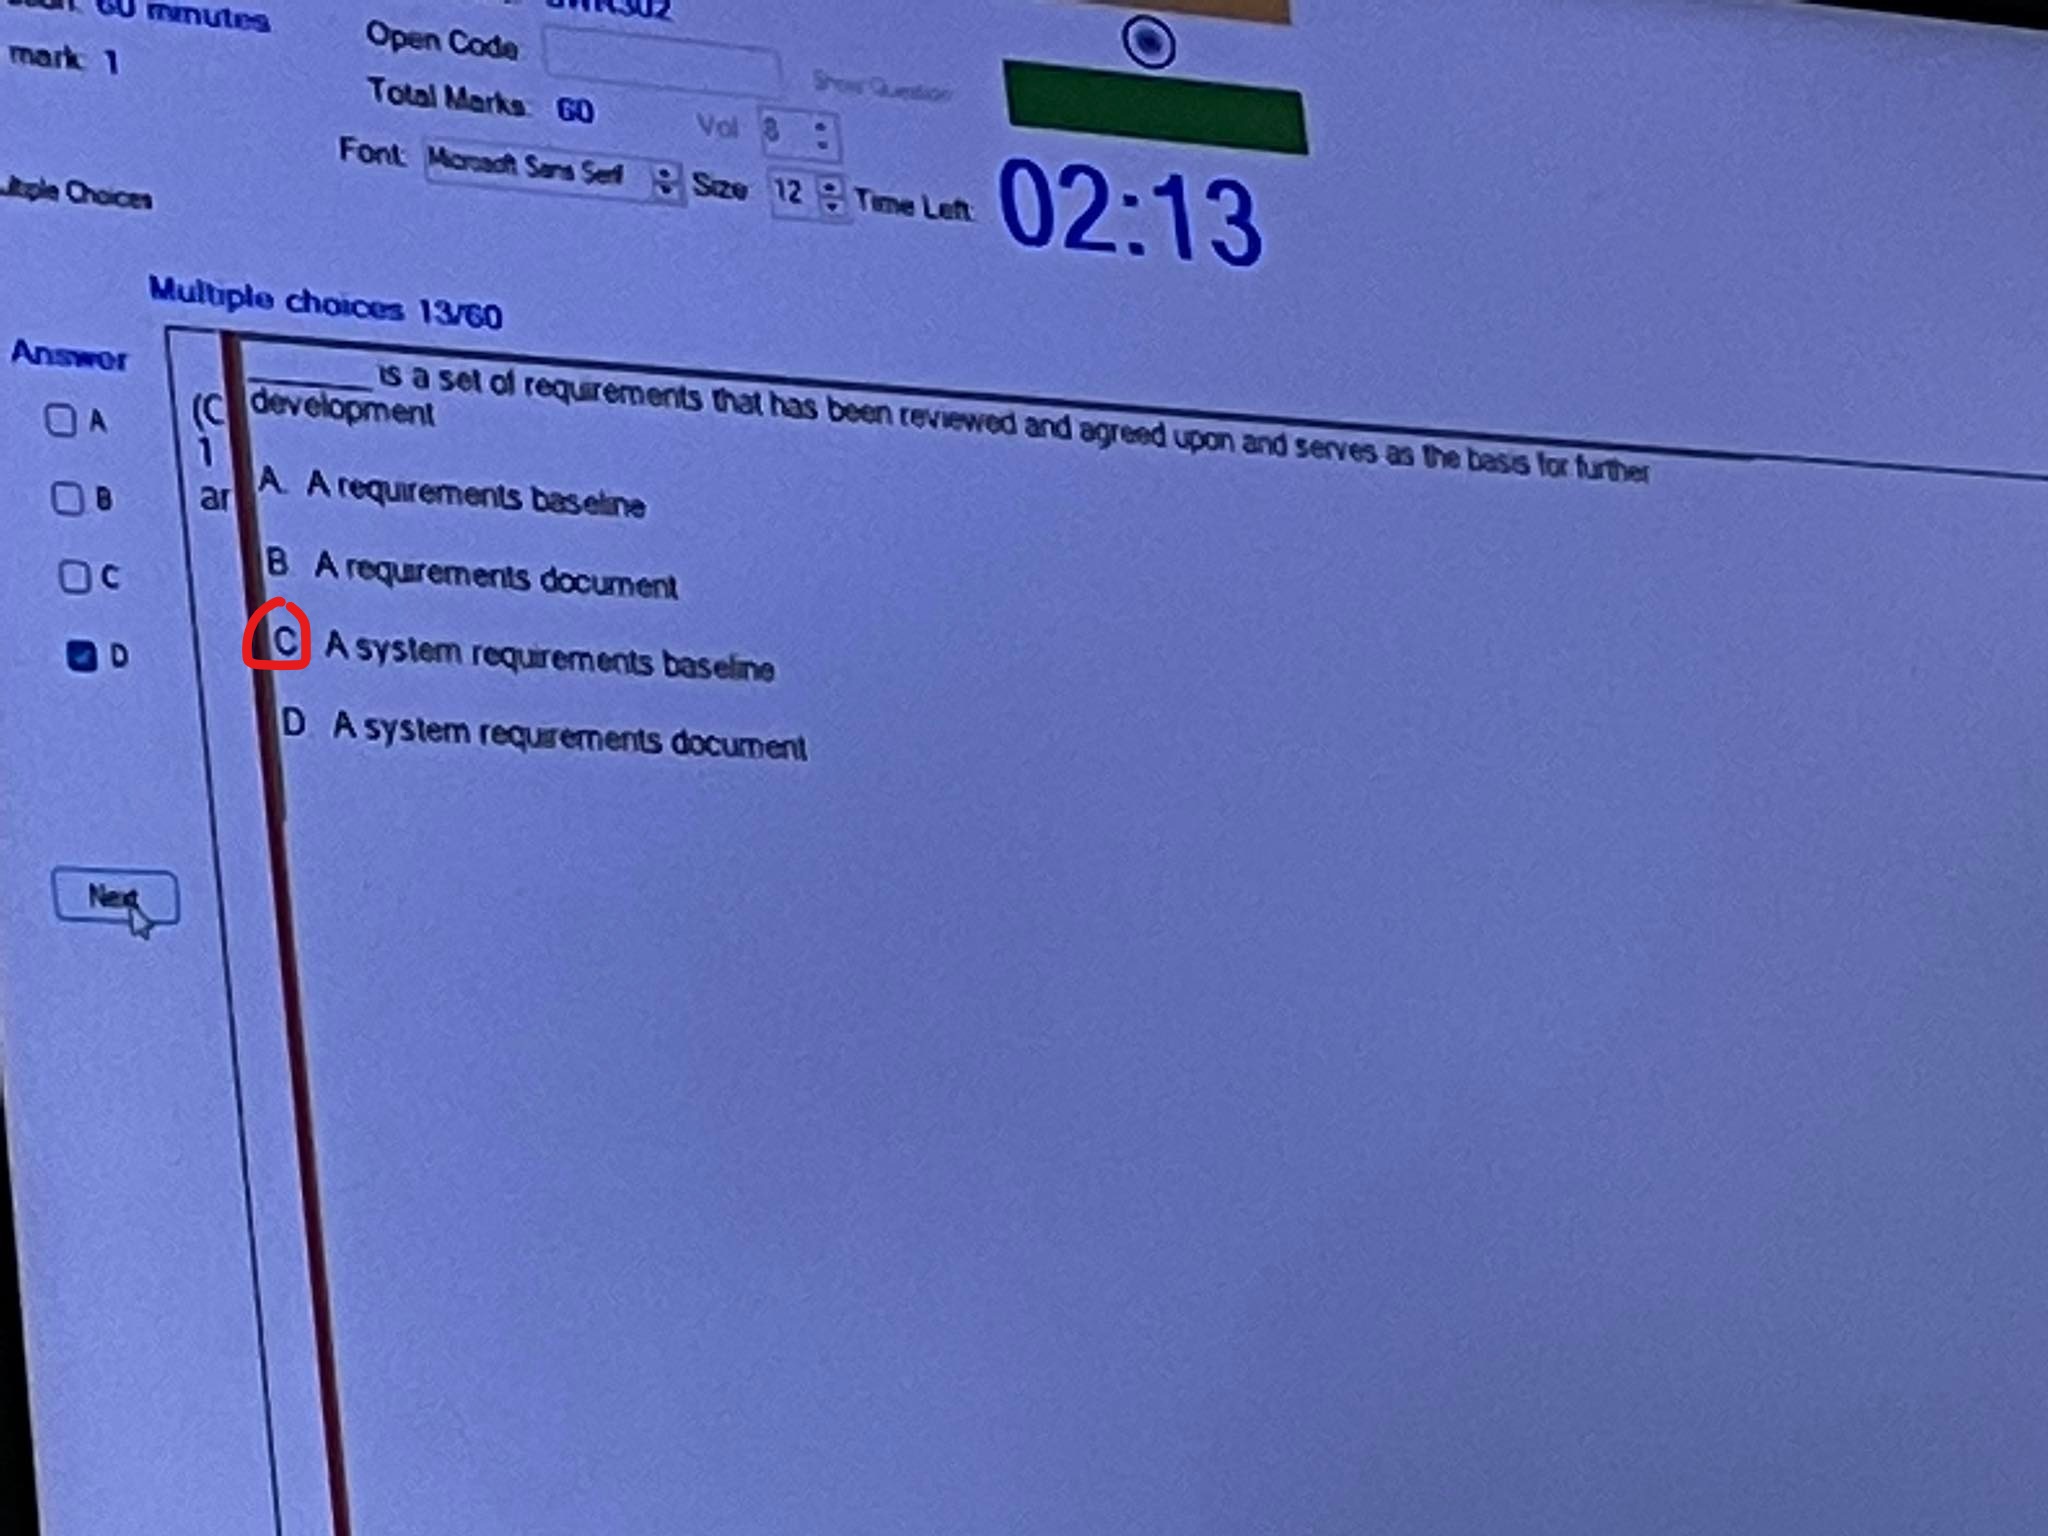 60 minutes
mark: 1
Open Code
Show Question
Total Marks: 60
Vol 8
Font: Microsoft Sans Serif Size 12 Time Left: 02:13
Multiple choices 13/60
Choices
Answer
A
B
C
D
(C
1
ar
______ is a set of requirements that has been reviewed and agreed upon and serves as the basis for further
development
A. A requirements baseline
B. A requirements document
C. A system requirements baseline
D. A system requirements document
Next